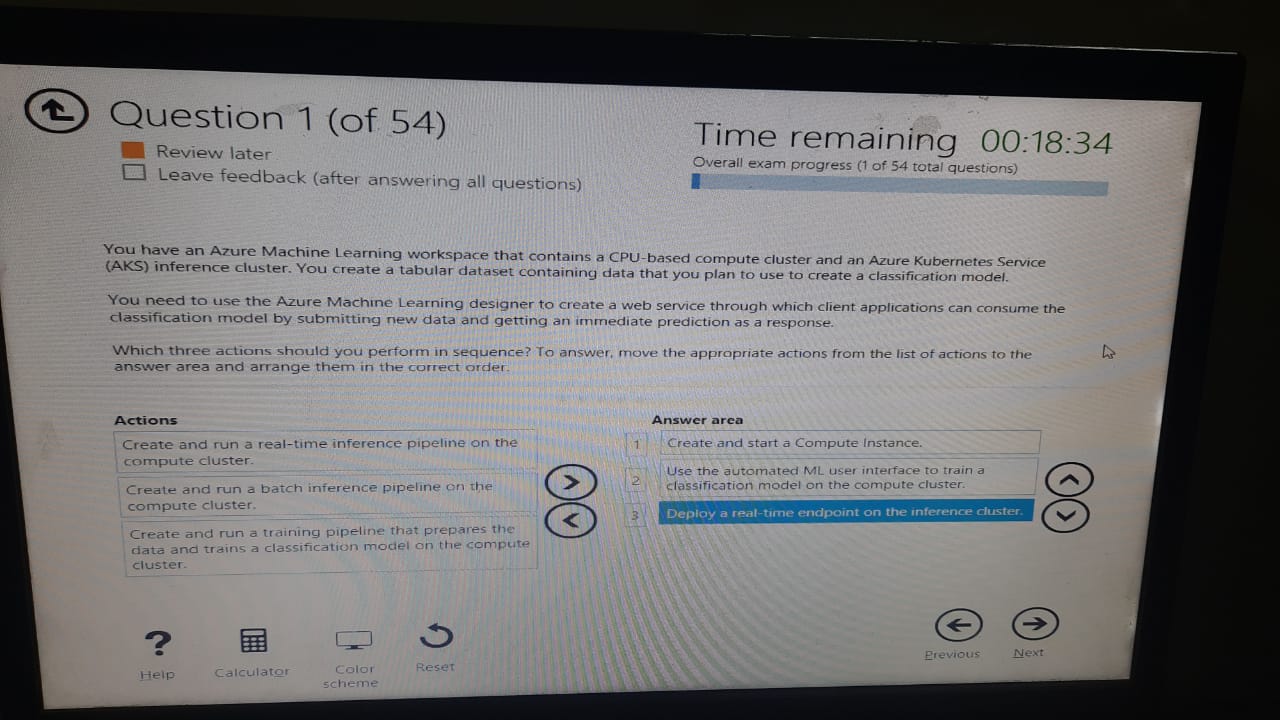 Question 1 (of 54)
Review later
Leave feedback (after answering all questions)
Time remaining 00:18:34
Overall exam progress (1 of 54 total questions)
You have an Azure Machine Learning workspace that contains a CPU-based compute cluster and an Azure Kubernetes Service
(AKS) inference cluster. You create a tabular dataset containing data that you plan to use to create a classification model.
You need to use the Azure Machine Learning designer to create a web service through which client applications can consume the
classification model by submitting new data and getting an immediate prediction as a response.
Which three actions should you perform in sequence? To answer, move the appropriate actions from the list of actions to the
answer area and arrange them in the correct order.
Actions
Create and run a real-time inference pipeline on the
compute cluster.
Create and run a batch inference pipeline on the
compute cluster.
Create and run a training pipeline that prepares the
data and trains a classification model on the compute
cluster.
Answer area
1 Create and start a Compute Instance.
2 Use the automated ML user interface to train a
classification model on the compute cluster.
3 Deploy a real-time endpoint on the inference cluster.
? Help
Calculator
Color
scheme
Reset
Previous
Next